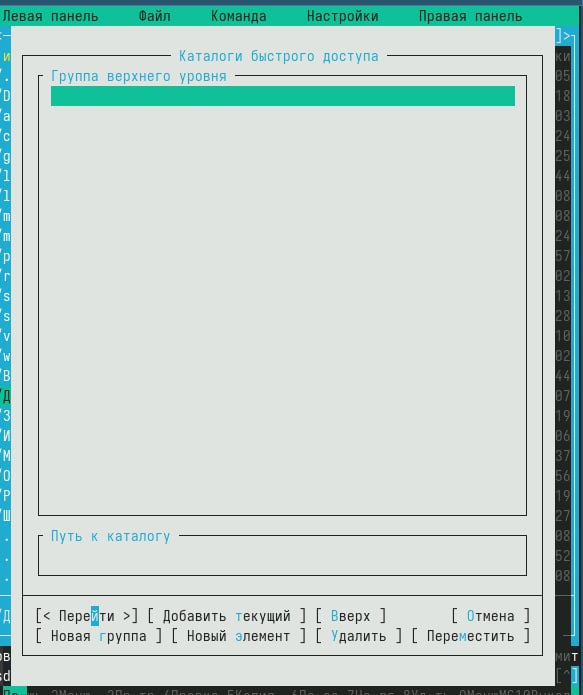 Левая панель Файл Команда Настройки Правая панель
Каталоги быстрого доступа
Группа верхнего уровня
Путь к каталогу
[< Перейти >] [ Добавить текущий ] [ Вверх ] [ Отмена ]
[ Новая группа ] [ Новый элемент ] [ Удалить ] [ Переместить ]